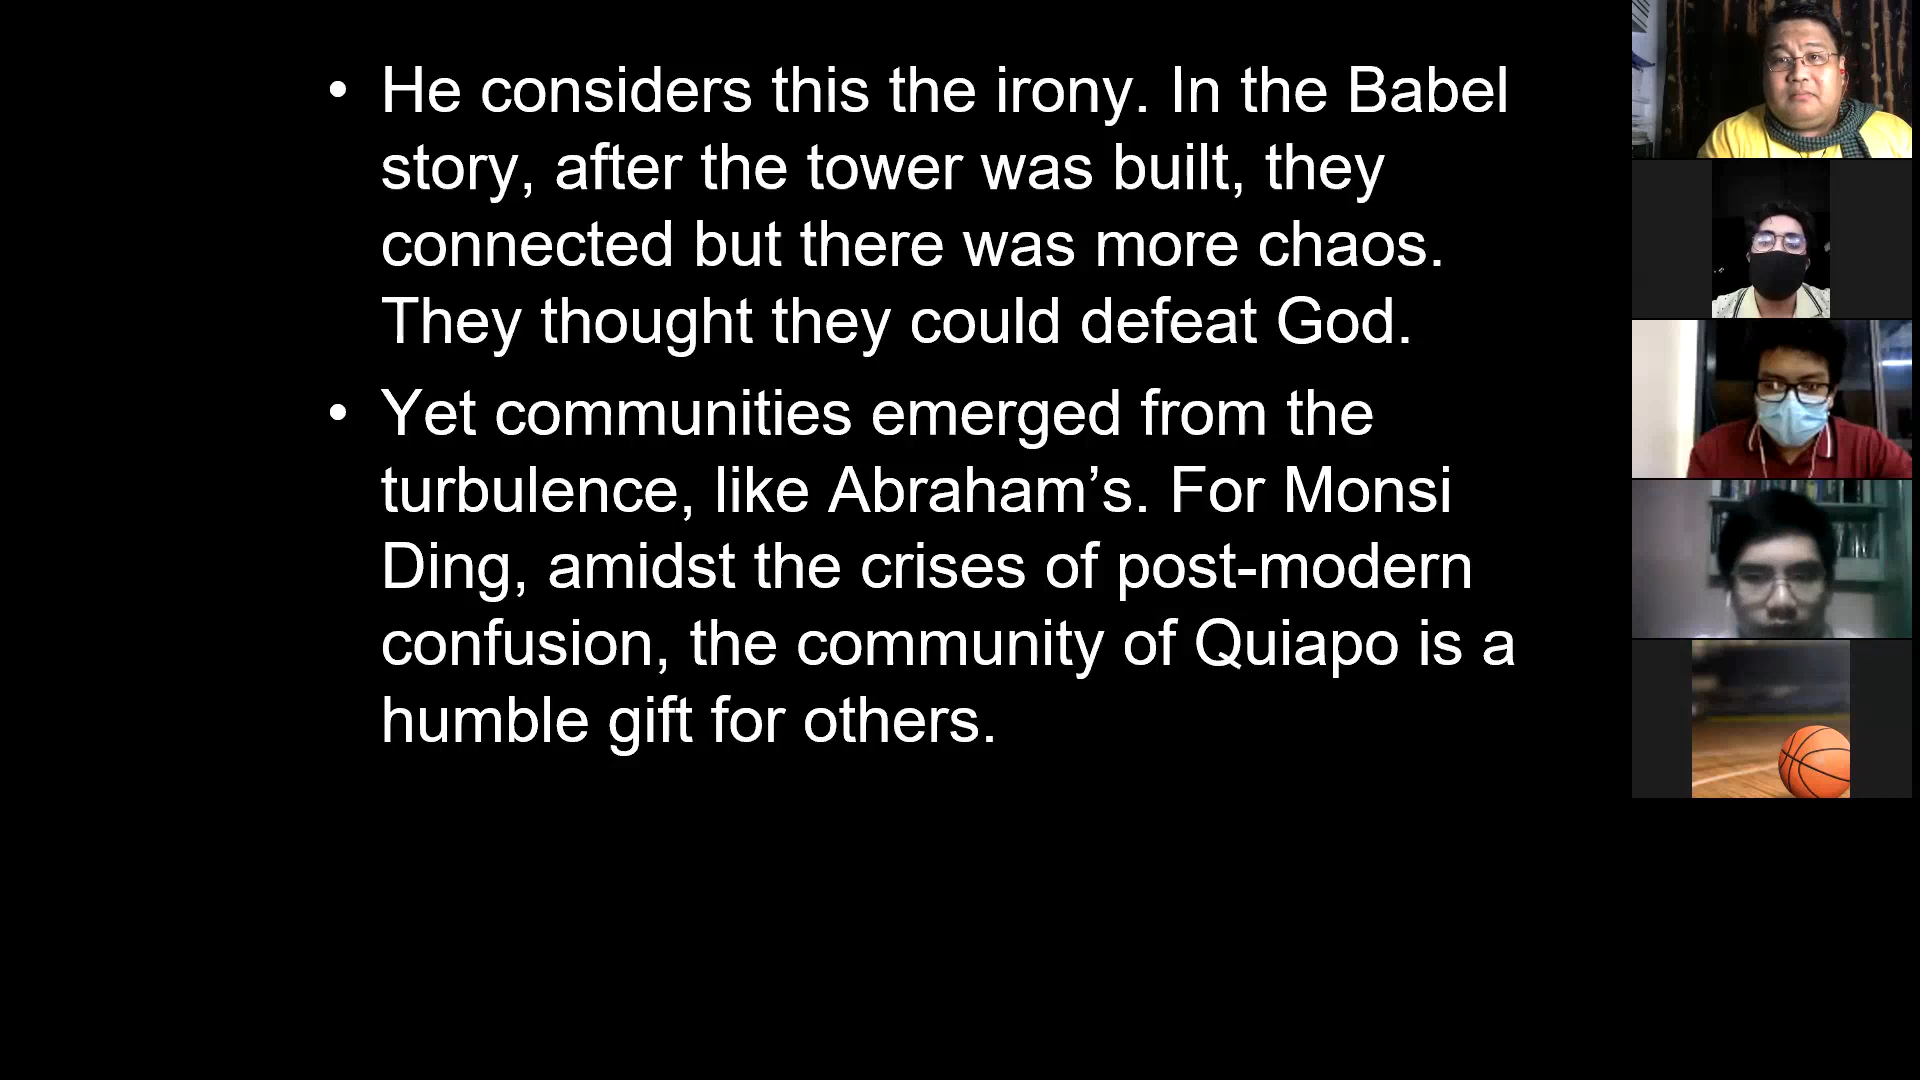 • He considers this the irony. In the Babel
story, after the tower was built, they
connected but there was more chaos.
They thought they could defeat God.
• Yet communities emerged from the
turbulence, like Abraham’s. For Monsi
Ding, amidst the crises of post-modern
confusion, the community of Quiapo is a
humble gift for others.